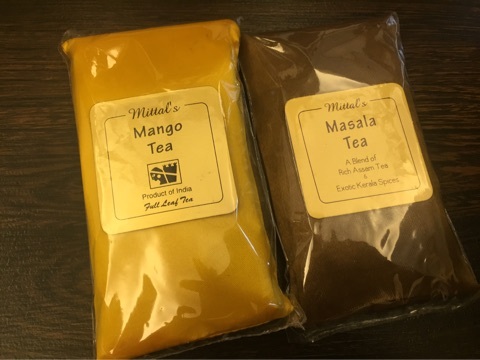 Mittal's
Mango
Tea
Product of India
Full Leaf Tea
Mittal's
Masala
Tea
A Blend of
Rich Assam Tea
&
Exotic Kerala Spices